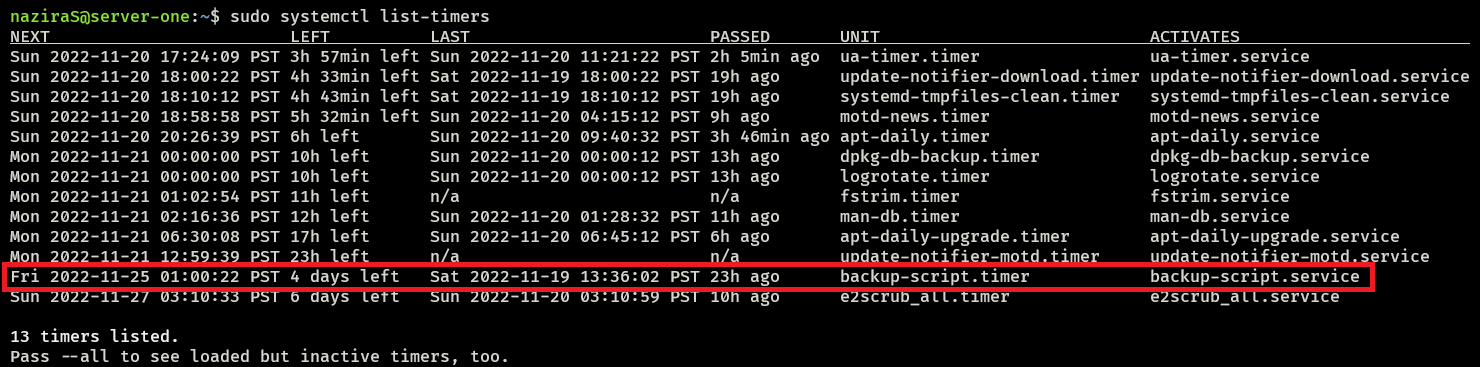 naziraS@server-one:~$ sudo systemctl list-timers
NEXT LEFT LAST PASSED UNIT ACTIVATES
Sun 2022-11-20 17:24:09 PST 3h 57min left Sun 2022-11-20 11:21:22 PST 2h 5min ago ua-timer.timer ua-timer.service
Sun 2022-11-20 18:00:22 PST 4h 33min left Sat 2022-11-19 18:00:22 PST 19h ago update-notifier-download.timer update-notifier-download.service
Sun 2022-11-20 18:10:12 PST 4h 43min left Sat 2022-11-19 18:10:12 PST 19h ago systemd-tmpfiles-clean.timer systemd-tmpfiles-clean.service
Sun 2022-11-20 18:58:58 PST 5h 32min left Sun 2022-11-20 04:15:12 PST 9h ago motd-news.timer motd-news.service
Sun 2022-11-20 20:26:39 PST 6h left Sun 2022-11-20 09:40:32 PST 3h 46min ago apt-daily.timer apt-daily.service
Mon 2022-11-21 00:00:00 PST 10h left Sun 2022-11-20 00:00:12 PST 13h ago dpkg-db-backup.timer dpkg-db-backup.service
Mon 2022-11-21 00:00:00 PST 10h left Sun 2022-11-20 00:00:12 PST 13h ago logrotate.timer logrotate.service
Mon 2022-11-21 01:02:54 PST 11h left n/a n/a fstrim.timer fstrim.service
Mon 2022-11-21 02:16:36 PST 12h left Sun 2022-11-20 01:28:32 PST 11h ago man-db.timer man-db.service
Mon 2022-11-21 06:30:08 PST 17h left Sun 2022-11-20 06:45:12 PST 6h ago apt-daily-upgrade.timer apt-daily-upgrade.service
Mon 2022-11-21 12:59:39 PST 23h left n/a n/a update-notifier-motd.timer update-notifier-motd.service
Fri 2022-11-25 01:00:22 PST 4 days left Sat 2022-11-19 13:36:02 PST 23h ago backup-script.timer backup-script.service
Sun 2022-11-27 03:10:33 PST 6 days left Sun 2022-11-20 03:10:59 PST 10h ago e2scrub_all.timer e2scrub_all.service
13 timers listed.
Pass --all to see loaded but inactive timers, too.